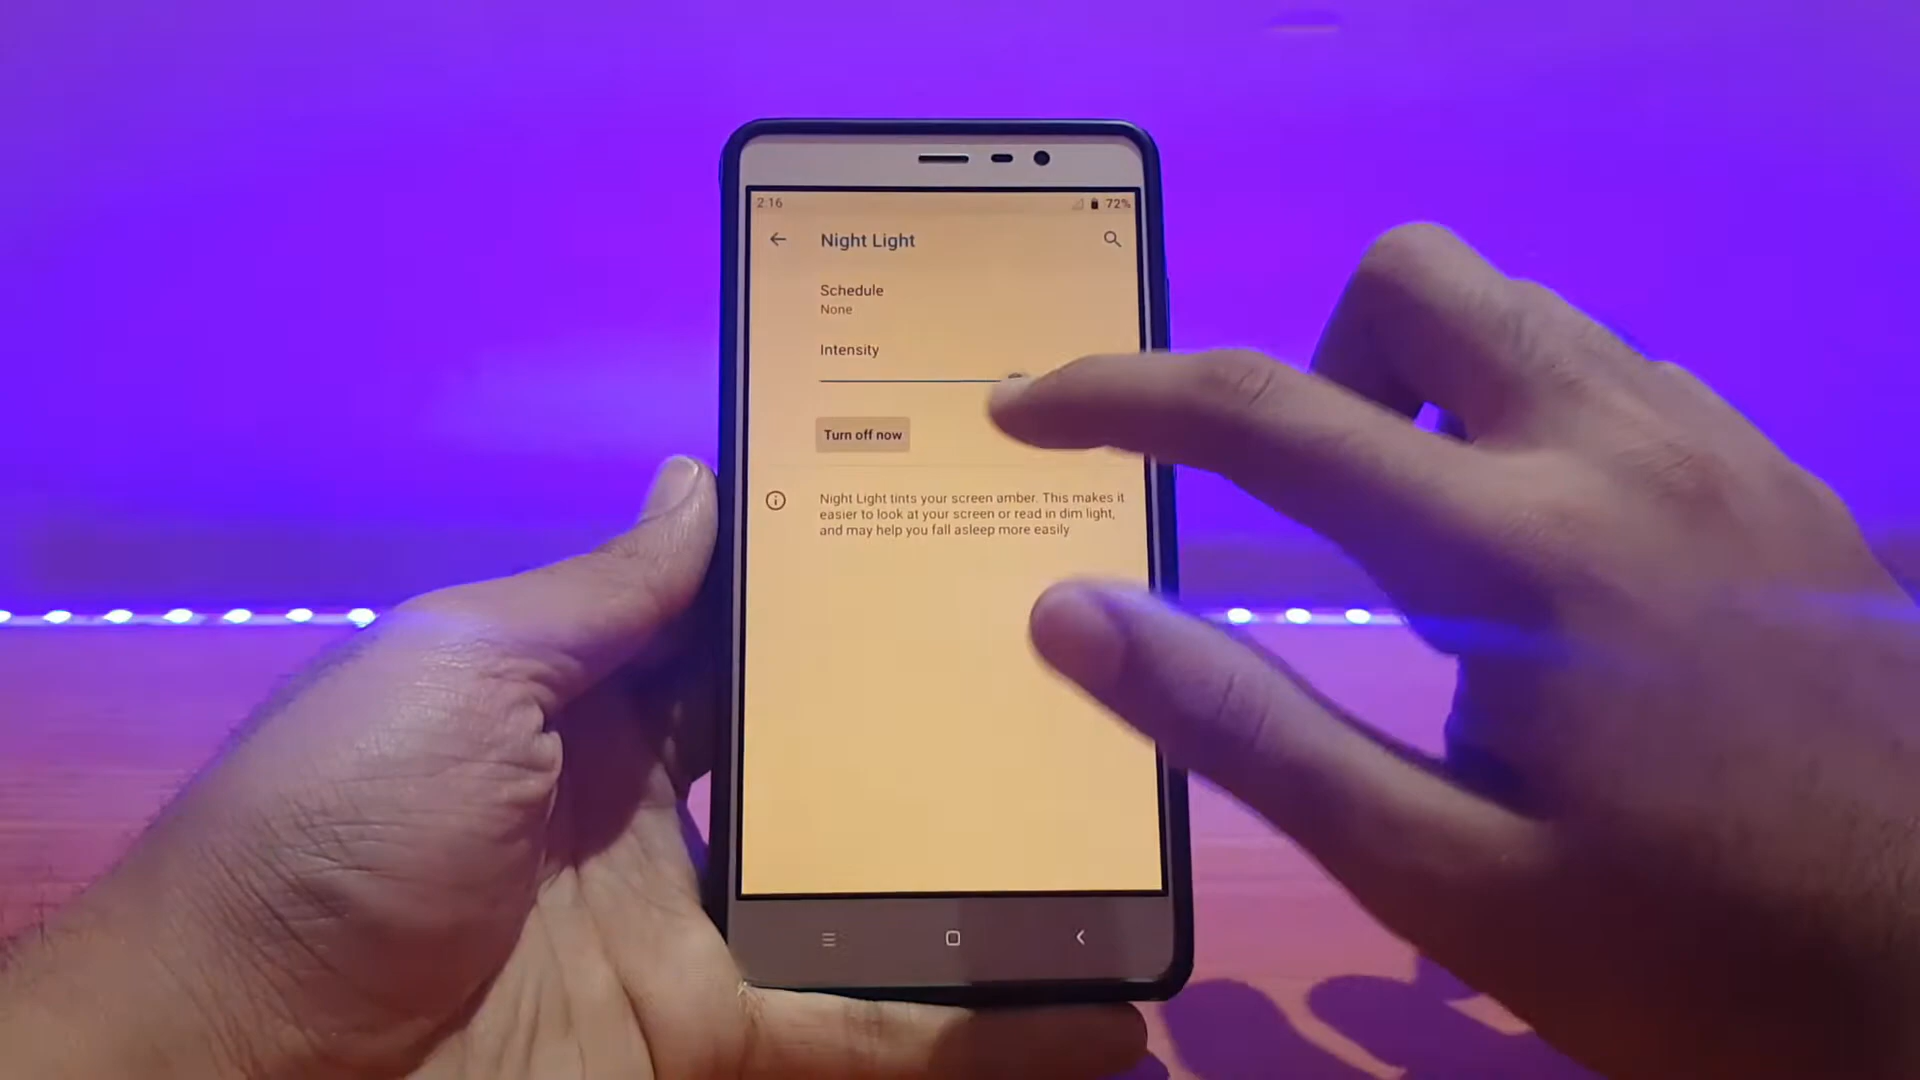 2:16
72%
Night Light
Schedule
None
Intensity
Turn off now
Night Light tints your screen amber. This makes it
easier to look at your screen or read in dim light,
and may help you fall asleep more easily